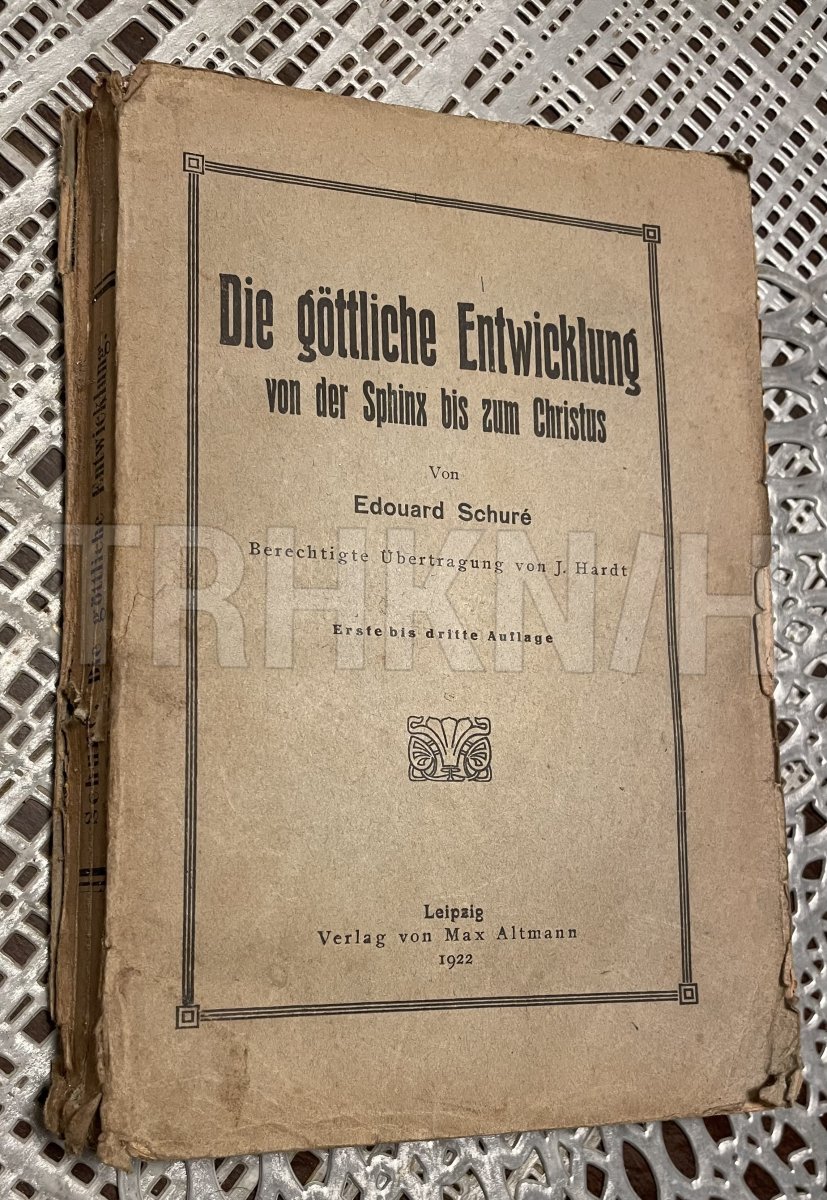 Die göttliche Entwicklung
von der Sphinx bis zum Christus
Von
Edouard Schuré
Berechtigte Übertragung von J. Hardt
Erste bis dritte Auflage
Leipzig
Verlag von Max Altmann
1922
Schuré, Die göttliche Entwicklung.
TRHKN/H